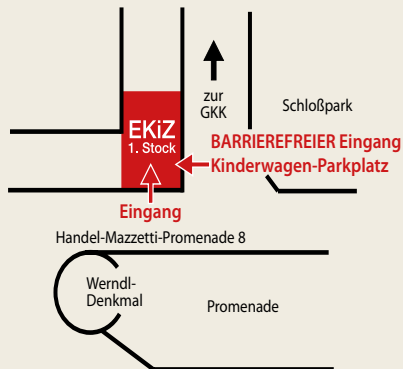 zur
GKK
Schloßpark
EKiZ
1. Stock
BARRIEREFREIER Eingang
Kinderwagen-Parkplatz
Eingang
Handel-Mazzetti-Promenade 8
Werndl-
Denkmal
Promenade